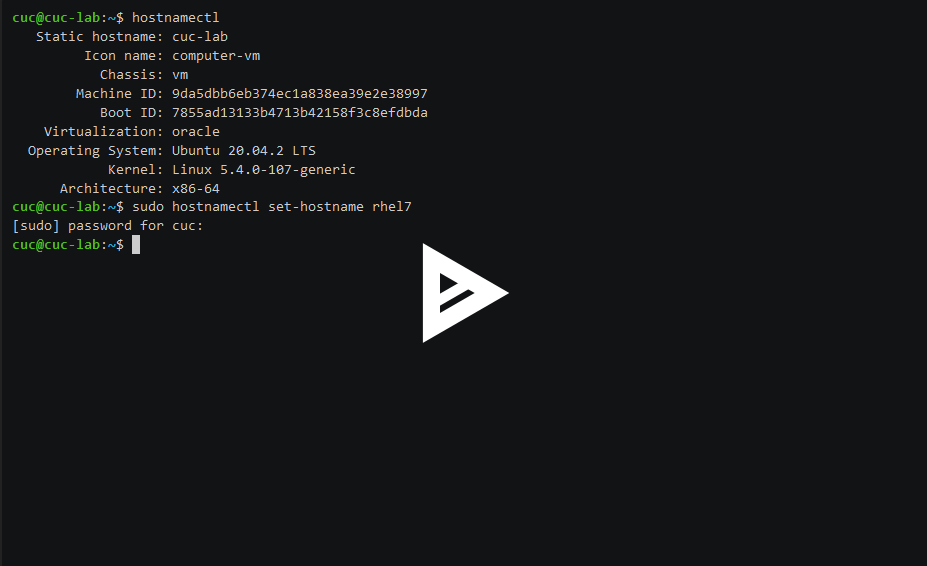 cuc@cuc-lab:~$ hostnamectl
Static hostname: cuc-lab
Icon name: computer-vm
Chassis: vm
Machine ID: 9da5dbb6eb374ec1a838ea39e2e38997
Boot ID: 7855ad13133b4713b42158f3c8efdbda
Virtualization: oracle
Operating System: Ubuntu 20.04.2 LTS
Kernel: Linux 5.4.0-107-generic
Architecture: x86-64
cuc@cuc-lab:~$ sudo hostnamectl set-hostname rhel7
[sudo] password for cuc:
cuc@cuc-lab:~$